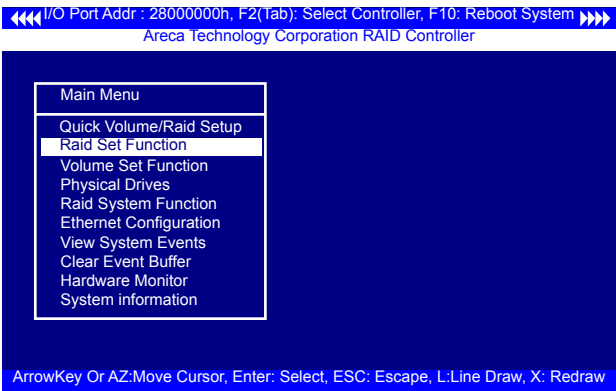 I/O Port Addr : 28000000h, F2(Tab): Select Controller, F10: Reboot System
Areca Technology Corporation RAID Controller
Main Menu
Quick Volume/Raid Setup
Raid Set Function
Volume Set Function
Physical Drives
Raid System Function
Ethernet Configuration
View System Events
Clear Event Buffer
Hardware Monitor
System information
ArrowKey Or AZ:Move Cursor, Enter: Select, ESC: Escape, L:Line Draw, X: Redraw